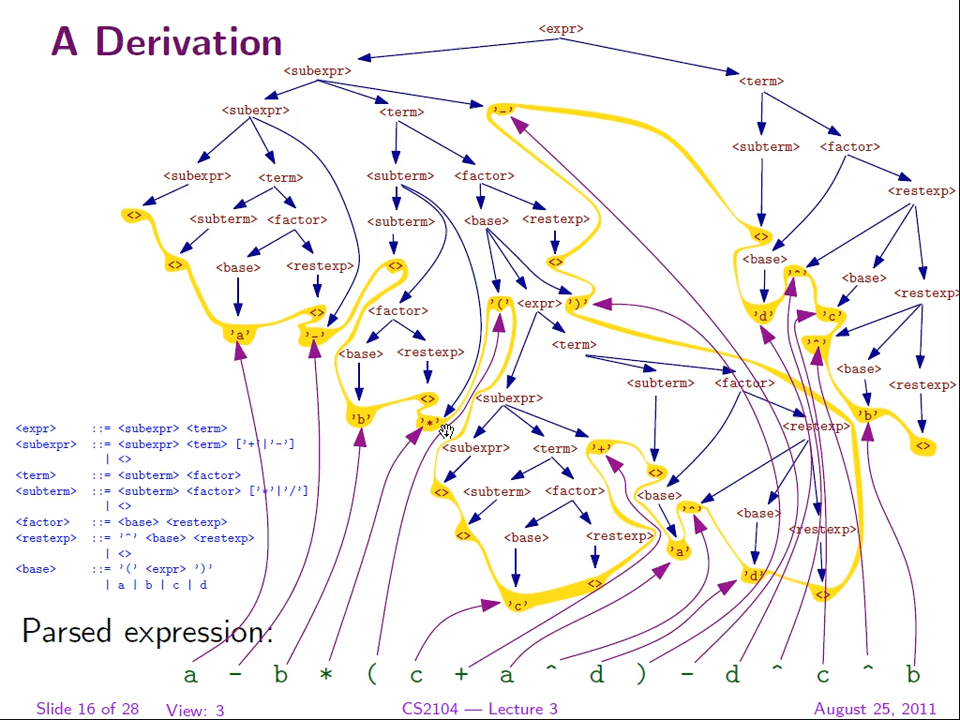 A Derivation
<expr>
<subexpr>
<term>
<subexpr> <term> '-'
<subterm> <factor>
<subexpr> <term> <subterm> <factor>
<restexp>
<> <subterm> <factor> <subterm> <base> <restexp>
<>
<> <base> <restexp> <> <> <base> '^' <base>
<restexp>
'(' <expr> ')'
<> <factor> 'd' 'c'
'a' '-' '^'
<term>
<base> <restexp>
<base>
<subterm> <factor> <restexp>
<> <subexpr>
'b' '*' 'b'
<restexp>
<subexpr> <term> '+' <>
<>
<> <subterm> <factor> <base> '^' <base>
<> <base> <restexp> 'a' <restexp>
<> 'd'
'c' <>
<expr> ::= <subexpr> <term>
<subexpr> ::= <subexpr> <term> ['+'|'-']
| <>
<term> ::= <subterm> <factor>
<subterm> ::= <subterm> <factor> ['*'|'/']
| <>
<factor> ::= <base> <restexp>
<restexp> ::= '^' <base> <restexp>
| <>
<base> ::= '(' <expr> ')'
| a | b | c | d
Parsed expression:
a - b * ( c + a ^ d ) - d ^ c ^ b
Slide 16 of 28 View: 3 CS2104 — Lecture 3 August 25, 2011